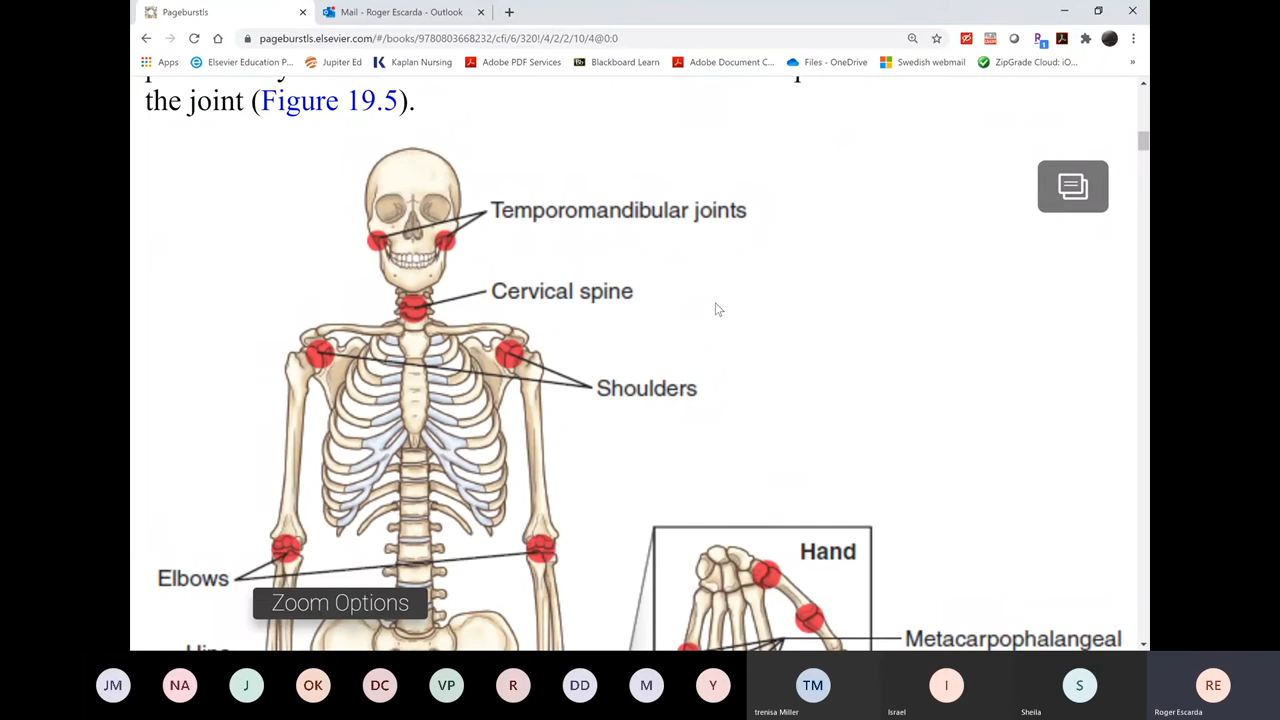 Pageburstls
Mail - Roger Escarda - Outlook
pageburstls.elsevier.com/#/books/9780803668232/cfi/6/320!/4/2/2/10/4@0:0
Apps
Elsevier Education P...
Jupiter Ed
Kaplan Nursing
Adobe PDF Services
Blackboard Learn
Adobe Document C...
Files - OneDrive
Swedish webmail
ZipGrade Cloud: iO...
the joint (Figure 19.5).
Temporomandibular joints
Cervical spine
Shoulders
Elbows
Zoom Options
Hand
Metacarpophalangeal
JM
NA
J
OK
DC
VP
R
DD
M
Y
TM
I
S
RE
trenisa Miller
Israel
Sheila
Roger Escarda